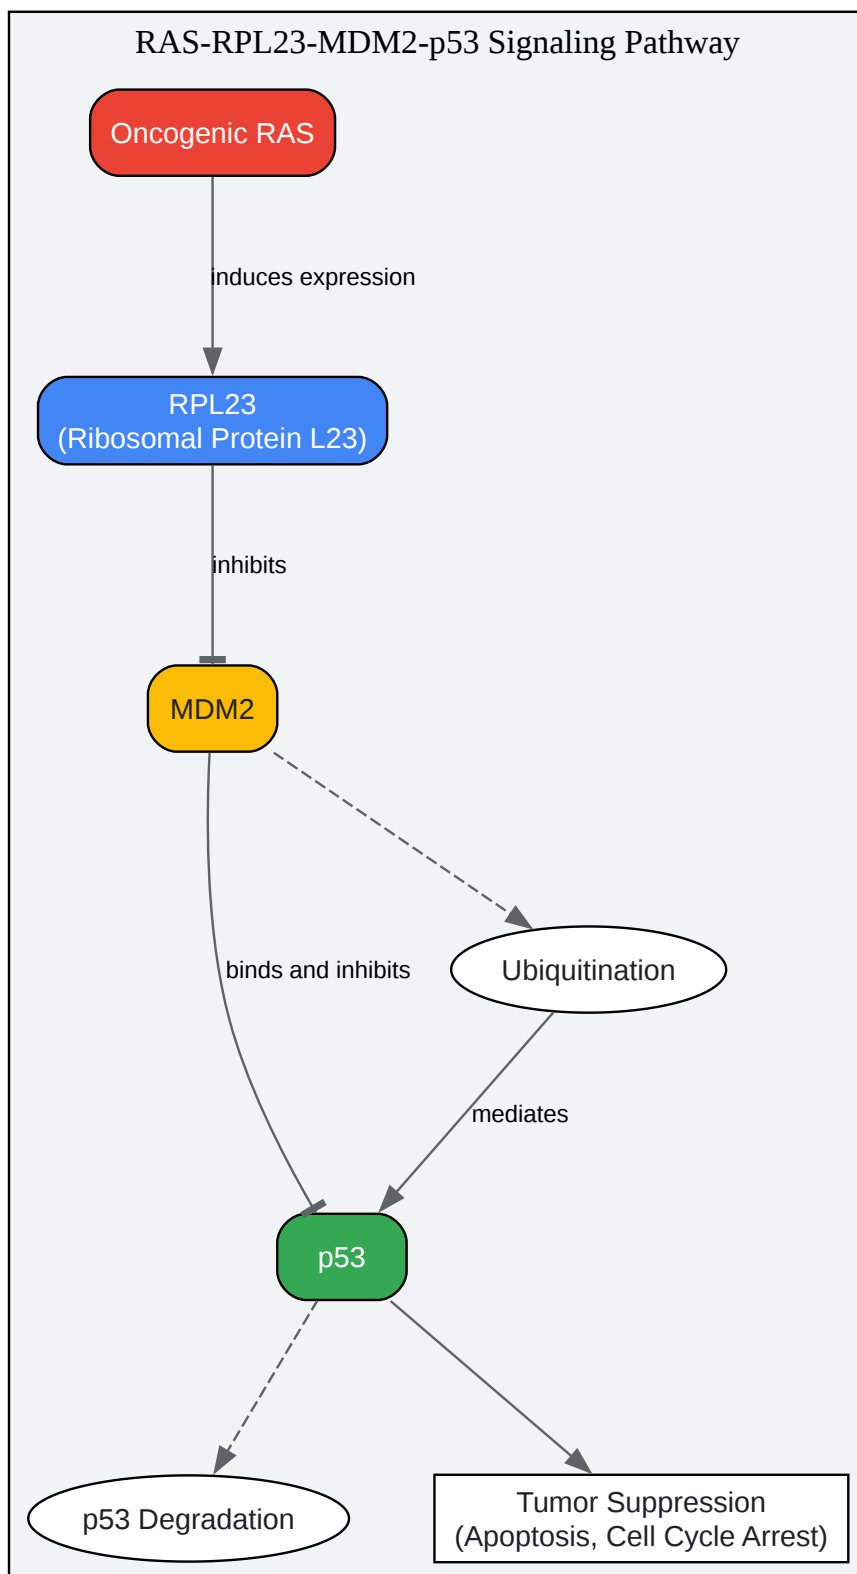 RAS-RPL23-MDM2-p53 Signaling Pathway
Oncogenic RAS
induces expression
RPL23
(Ribosomal Protein L23)
inhibits
MDM2
binds and inhibits
Ubiquitination
mediates
p53
p53 Degradation
Tumor Suppression
(Apoptosis, Cell Cycle Arrest)